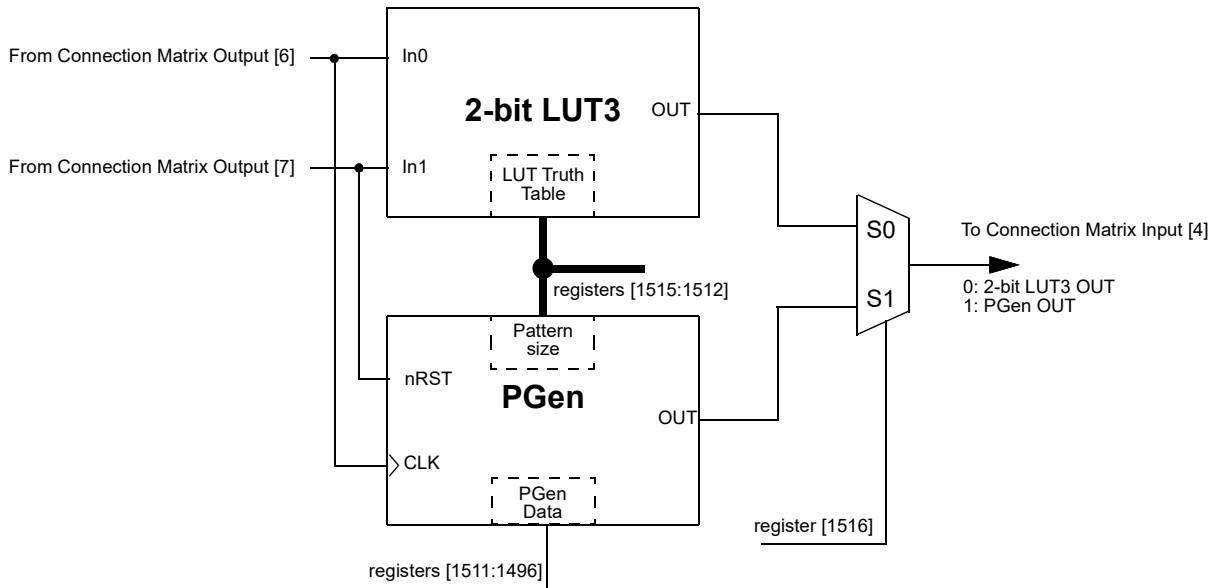 From Connection Matrix Output [6]
In0
2-bit LUT3
OUT
From Connection Matrix Output [7]
In1
LUT Truth
Table
S0
To Connection Matrix Input [4]
registers [1515:1512]
0: 2-bit LUT3 OUT
S1
1: PGen OUT
Pattern
size
nRST
PGen
OUT
CLK
PGen
Data
register [1516]
registers [1511:1496]